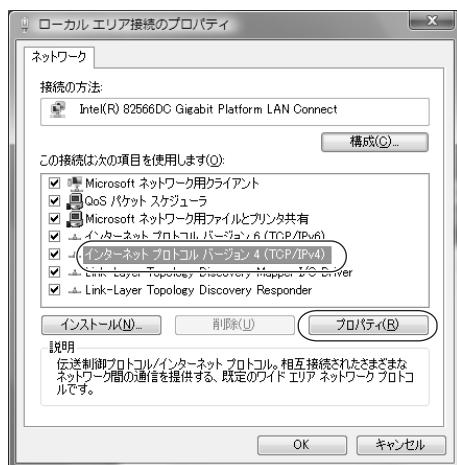 ローカル エリア接続のプロパティ
ネットワーク
接続の方法:
Intel(R) 82566DC Gigabit Platform LAN Connect
構成(C)...
この接続は次の項目を使用します(O):
Microsoft ネットワーク用クライアント
QoS パケット スケジューラ
Microsoft ネットワーク用ファイルとプリンタ共有
インターネット プロトコル バージョン 6 (TCP/IPv6)
インターネット プロトコル バージョン 4 (TCP/IPv4)
Link-Layer Topology Discovery Mapper I/O Driver
Link-Layer Topology Discovery Responder
インストール(N)...
削除(U)
プロパティ(R)
説明
伝送制御プロトコル/インターネット プロトコル。相互接続されたさまざまな
ネットワーク間の通信を提供する、既定のワイド エリア ネットワーク プロトコ
ルです。
OK
キャンセル